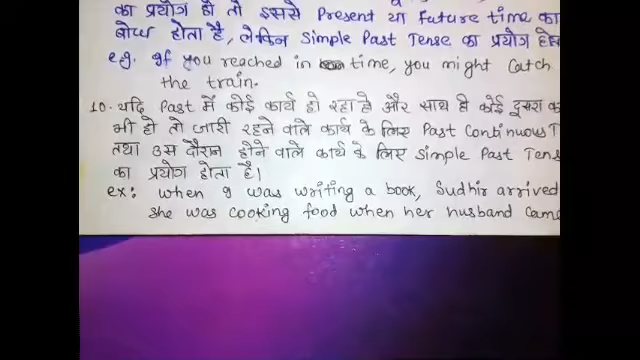 का प्रयोग हो तो इससे Present या Future time का
बोध होता है, लेकिन Simple Past Tense का प्रयोग
e.g. If you reached in time, you might catch
the train.
10. यदि Past में कोई कार्य हो रहा हो और साथ ही कोई दूसरा
भी हो तो जारी रहने वाले कार्य के लिए Past Continuous T
तथा उस दौरान होने वाले कार्य के लिए Simple Past Tens
का प्रयोग होता है।
ex: When I was writing a book, Sudhir arrived
She was cooking food when her husband came